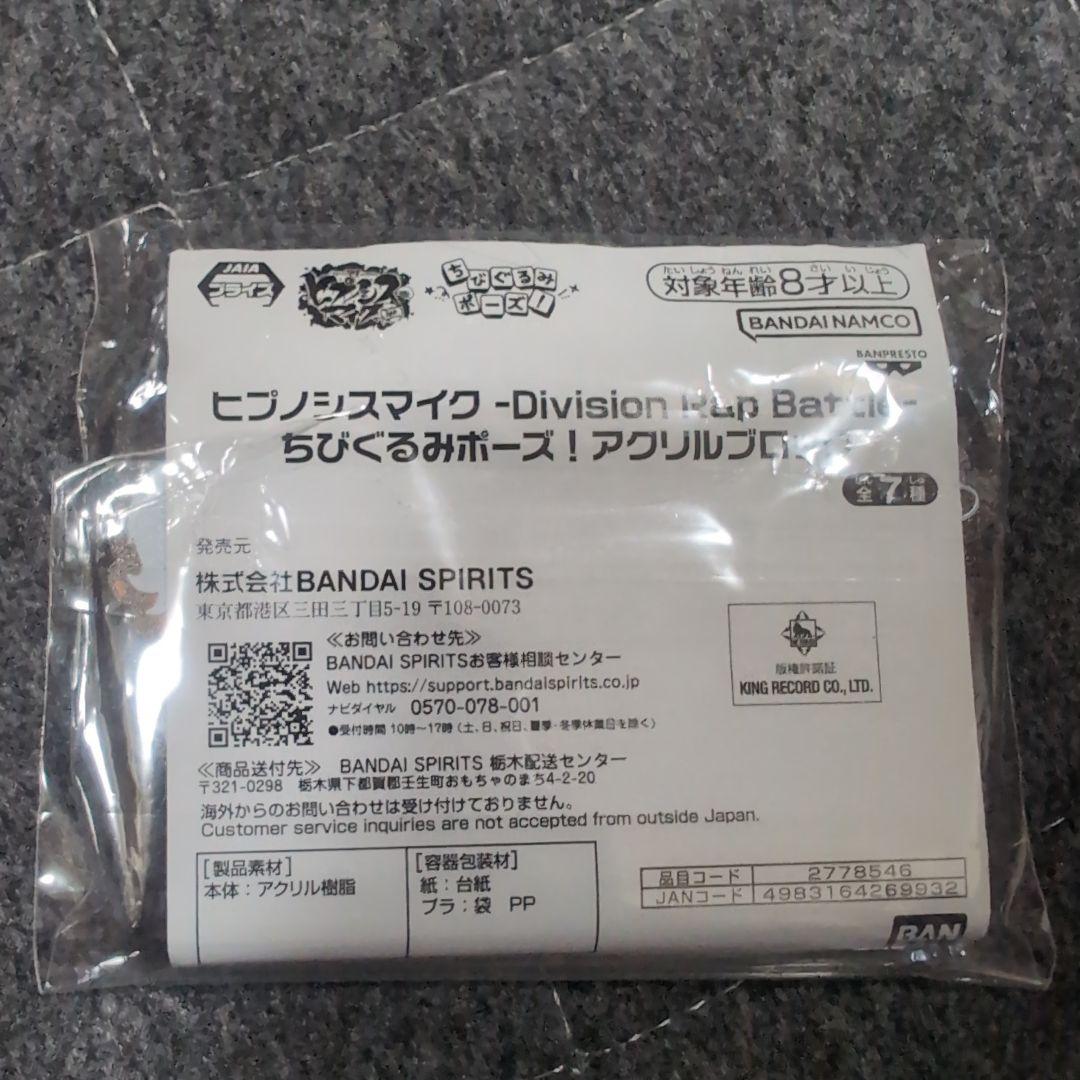 JAIA
プライズ
ヒプノシス
マイク
ちびぐるみ
ポーズ!
たいしょうねんれい さいいじょう
対象年齢8才以上
BANDAI NAMCO
BANPRESTO
ヒプノシスマイク -Division Rap Battle-
ちびぐるみポーズ!アクリルブロック
全7種
発売元
株式会社BANDAI SPIRITS
東京都港区三田三丁目5-19 〒108-0073
≪お問い合わせ先≫
BANDAI SPIRITSお客様相談センター
Web https://support.bandaispirits.co.jp
ナビダイヤル 0570-078-001
●受付時間 10時〜17時(土、日、祝日、夏季・冬季休業日を除く)
版権許諾証
KING RECORD CO., LTD.
≪商品送付先≫ BANDAI SPIRITS 栃木配送センター
〒321-0298 栃木県下都賀郡壬生町おもちゃのまち4-2-20
海外からのお問い合わせは受け付けておりません。
Customer service inquiries are not accepted from outside Japan.
[製品素材]
本体:アクリル樹脂
[容器包装材]
紙:台紙
プラ:袋 PP
品目コード 2778546
JANコード 4983164269932
BAN